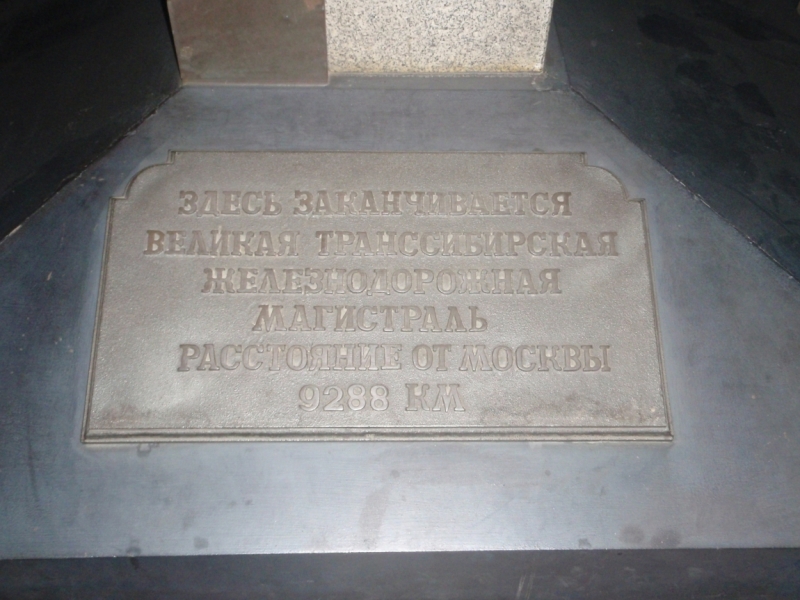 ЗДЕСЬ ЗАКАНЧИВАЕТСЯ
ВЕЛИКАЯ ТРАНССИБИРСКАЯ
ЖЕЛЕЗНОДОРОЖНАЯ
МАГИСТРАЛЬ
РАССТОЯНИЕ ОТ МОСКВЫ
9288 КМ